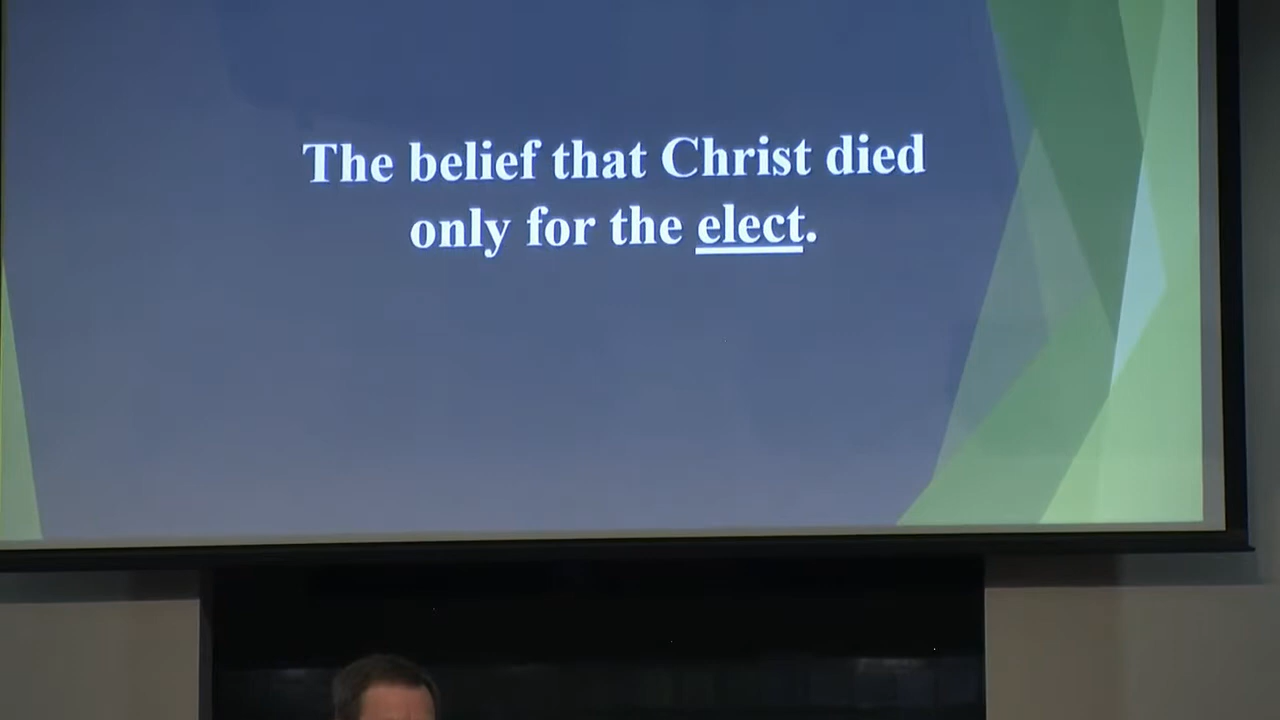 The belief that Christ died
only for the elect.